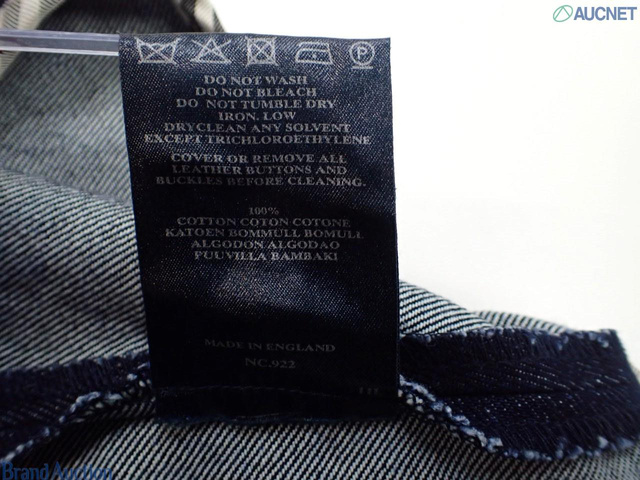 AUCNET
P
DO NOT WASH
DO NOT BLEACH
DO NOT TUMBLE DRY
IRON. LOW
DRYCLEAN ANY SOLVENT
EXCEPT TRICHLOROETHYLENE
COVER OR REMOVE ALL
LEATHER BUTTONS AND
BUCKLES BEFORE CLEANING.
100%
COTTON COTON COTONE
KATOEN BOMMULL BOMULL
ALGODON ALGODAO
PUUVILLA BAMBAKI
MADE IN ENGLAND
NC.922
Brand Auction